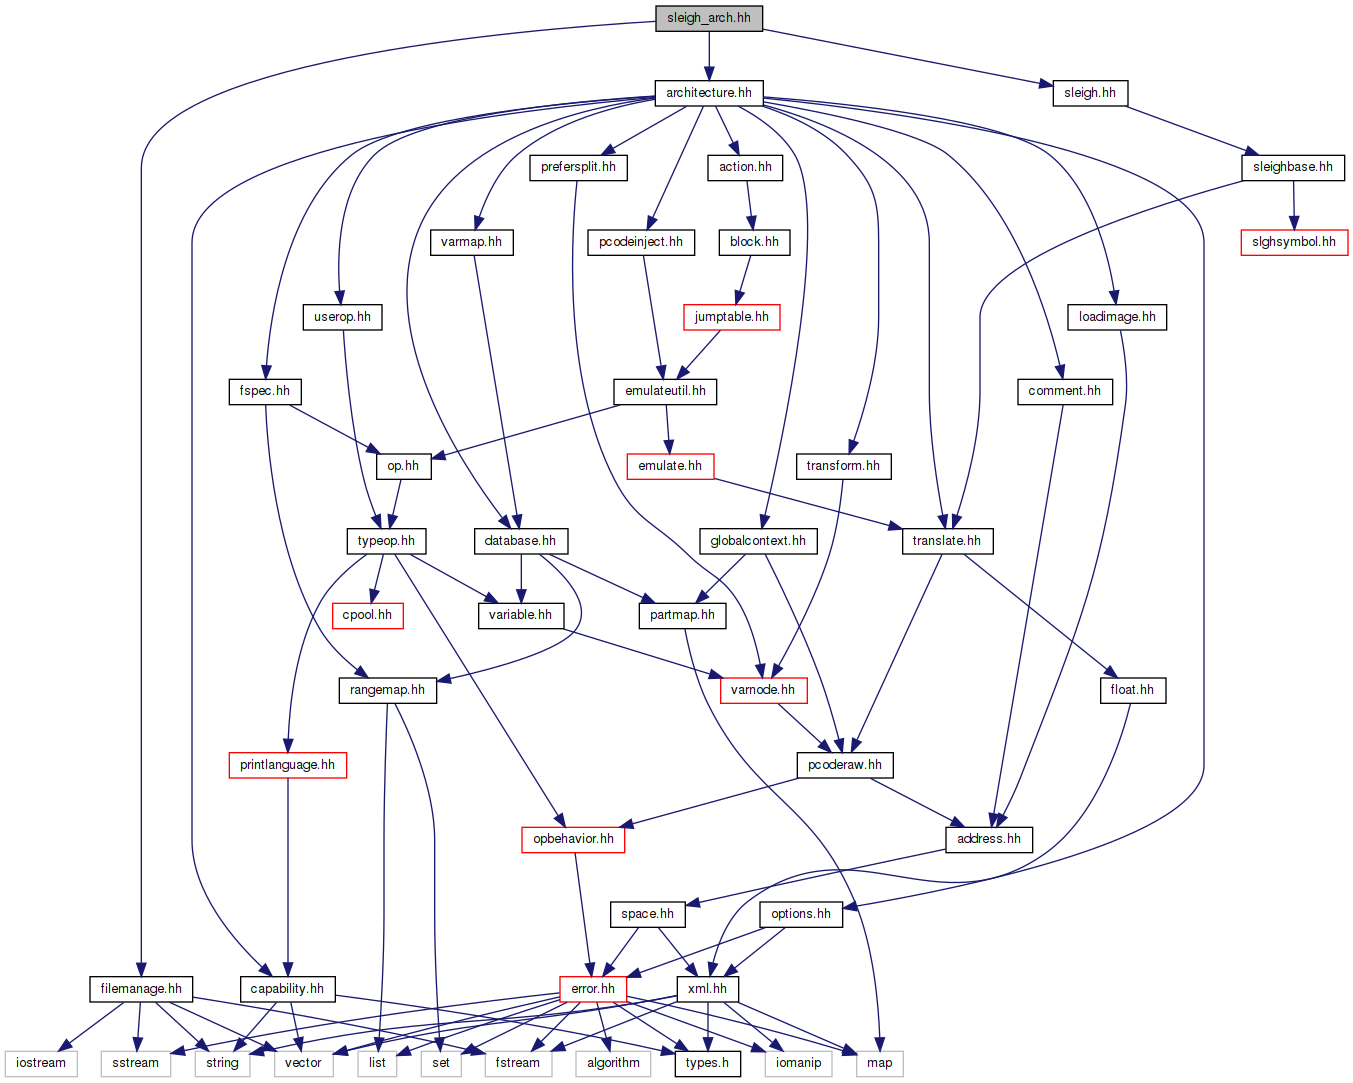 sleigh_arch.hh
architecture.hh
sleigh.hh
prefersplit.hh
action.hh
sleighbase.hh
varmap.hh
pcodeinject.hh
block.hh
slghsymbol.hh
userop.hh
jumptable.hh
loadimage.hh
fspec.hh
emulateutil.hh
comment.hh
op.hh
emulate.hh
transform.hh
typeop.hh
database.hh
globalcontext.hh
translate.hh
cpool.hh
variable.hh
partmap.hh
rangemap.hh
varnode.hh
float.hh
printlanguage.hh
pcoderaw.hh
opbehavior.hh
address.hh
space.hh
options.hh
filemanage.hh
capability.hh
error.hh
xml.hh
iostream
sstream
string
vector
list
set
fstream
algorithm
types.h
iomanip
map